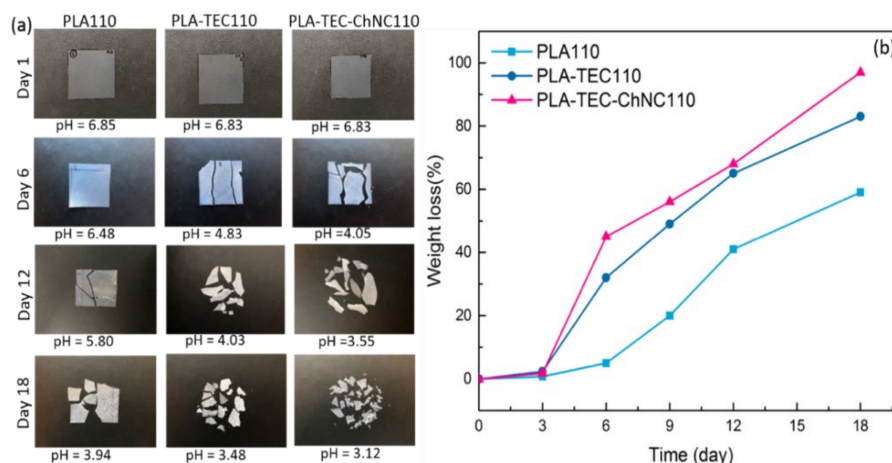 (a)
PLA110
PLA-TEC110
PLA-TEC-ChNC110
Day 1
pH = 6.85
pH = 6.83
pH = 6.83
Day 6
pH = 6.48
pH = 4.83
pH =4.05
Day 12
pH = 5.80
pH = 4.03
pH =3.55
Day 18
pH = 3.94
pH = 3.48
pH = 3.12
(b)
PLA110
PLA-TEC110
PLA-TEC-ChNC110
Weight loss(%)
100
80
60
40
20
0
0
3
6
9
12
15
18
Time (day)